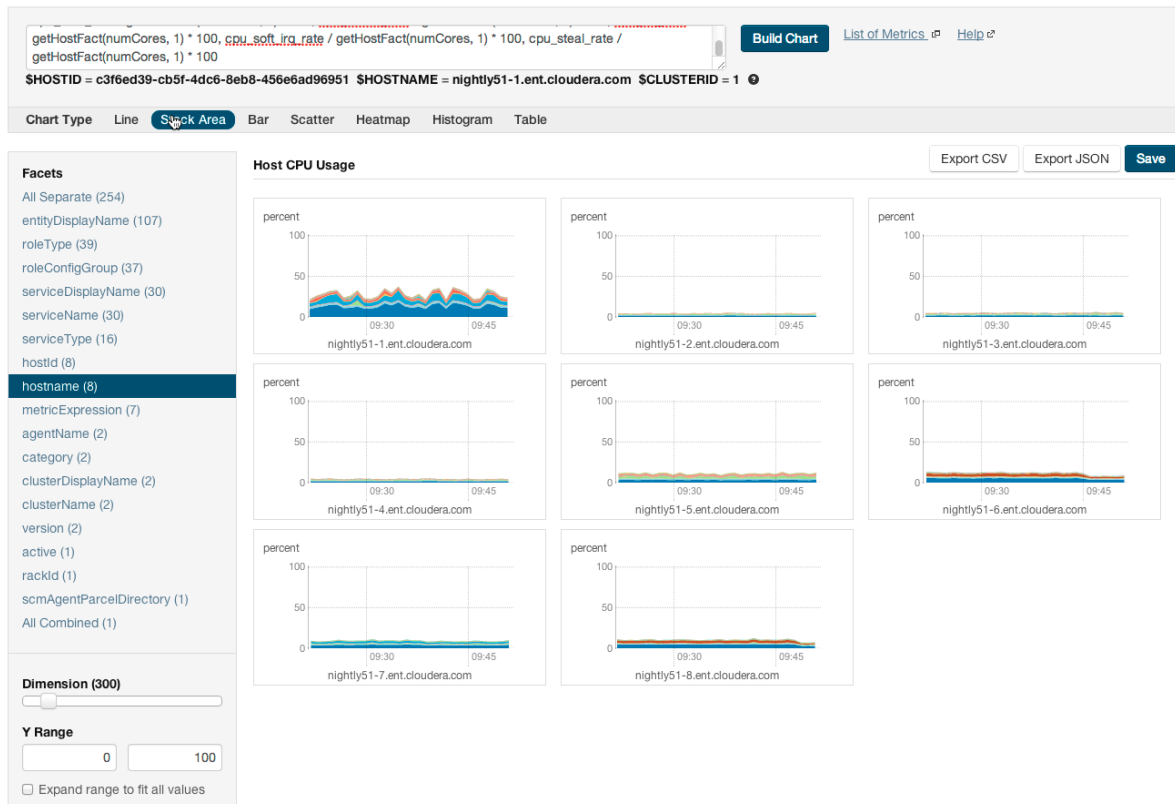 getHostFact(numCores, 1) * 100, cpu_soft_irq_rate / getHostFact(numCores, 1) * 100, cpu_steal_rate /
getHostFact(numCores, 1) * 100
Build Chart
List of Metrics
Help
$HOSTID = c3f6ed39-cb5f-4dc6-8eb8-456e6ad96951 $HOSTNAME = nightly51-1.ent.cloudera.com $CLUSTERID = 1
Chart Type Line Stack Area Bar Scatter Heatmap Histogram Table
Facets
All Separate (254)
entityDisplayName (107)
roleType (39)
roleConfigGroup (37)
serviceDisplayName (30)
serviceName (30)
serviceType (16)
hostId (8)
hostname (8)
metricExpression (7)
agentName (2)
category (2)
clusterDisplayName (2)
clusterName (2)
version (2)
active (1)
rackId (1)
scmAgentParcelDirectory (1)
All Combined (1)
Dimension (300)
Y Range
0 100
Expand range to fit all values
Host CPU Usage
Export CSV Export JSON Save
percent
100
50
0
09:30 09:45
nightly51-1.ent.cloudera.com
percent
100
50
0
09:30 09:45
nightly51-2.ent.cloudera.com
percent
100
50
0
09:30 09:45
nightly51-3.ent.cloudera.com
percent
100
50
0
09:30 09:45
nightly51-4.ent.cloudera.com
percent
100
50
0
09:30 09:45
nightly51-5.ent.cloudera.com
percent
100
50
0
09:30 09:45
nightly51-6.ent.cloudera.com
percent
100
50
0
09:30 09:45
nightly51-7.ent.cloudera.com
percent
100
50
0
09:30 09:45
nightly51-8.ent.cloudera.com